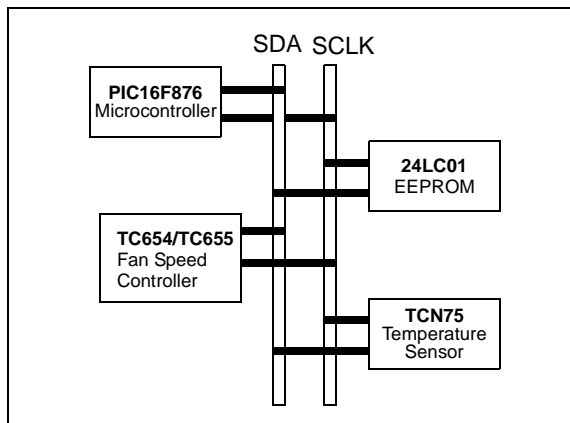 SDA SCLK
PIC16F876
Microcontroller
24LC01
EEPROM
TC654/TC655
Fan Speed
Controller
TCN75
Temperature
Sensor